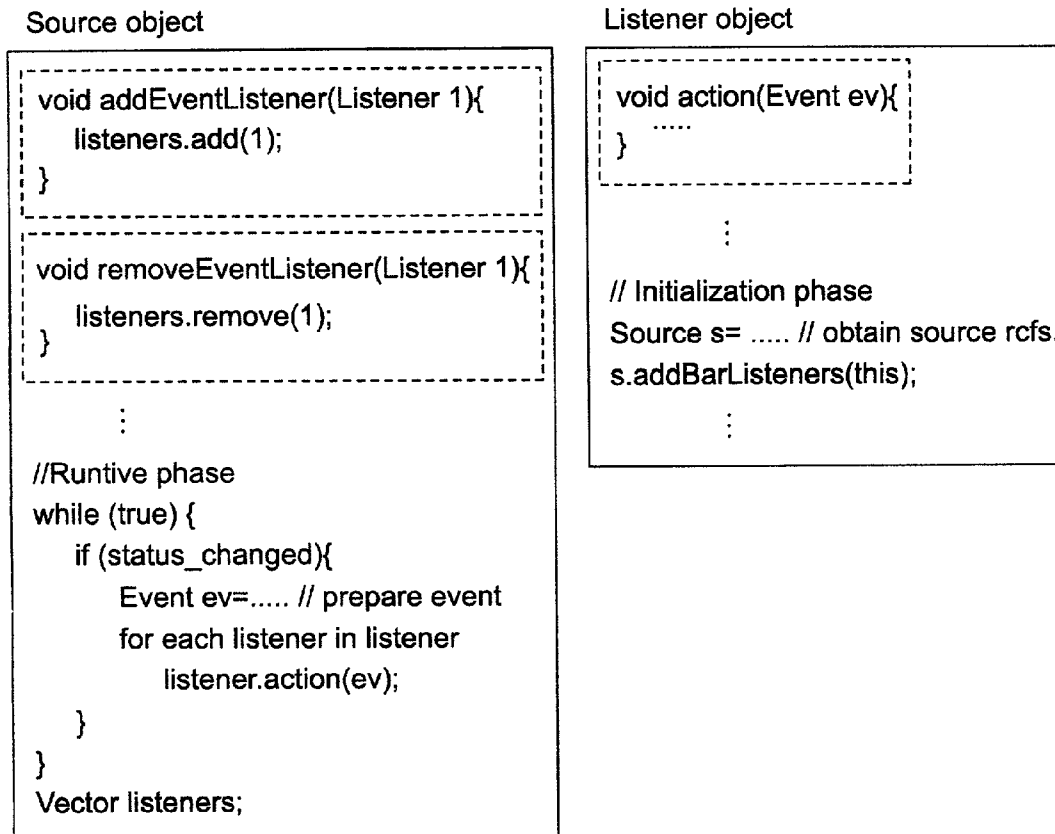 Source object
void addEventListener(Listener 1){
listeners.add(1);
}
void removeEventListener(Listener 1){
listeners.remove(1);
}
⋮
//Runtive phase
while (true) {
if (status_changed){
Event ev=..... // prepare event
for each listener in listener
listener.action(ev);
}
}
Vector listeners;
Listener object
void action(Event ev){
.....
}
⋮
// Initialization phase
Source s= ..... // obtain source rcfs.
s.addBarListeners(this);
⋮